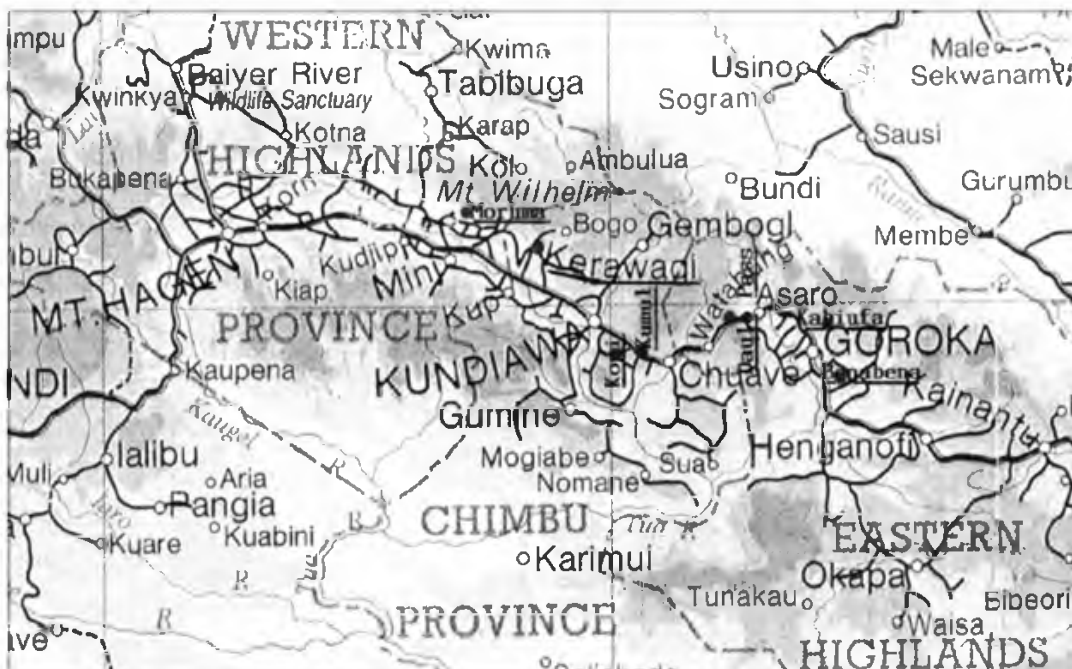 WESTERN
Kwima
Usino
Male
Sekwanam
Baiyer River
Tabibuga
Sogram
Kwinkya
Wildlife Sanctuary
Kotna
Karap
Sausi
HIGHLANDS
Kol
Ambulua
Bukapena
Mt. Wilhelm
Bundi
Gurumbu
Bogo
Gembogl
Membe
Kudjip
Minj
Kerawagi
MT. HAGEN
Kiap
Kup
Watabung
Asaro
PROVINCE
Kabiufa
GOROKA
KUNDIAWA
Chuave
NDI
Kaupena
Kainantu
Kaugel
Gumine
Henganofi
Ialibu
R
Mogiabe
Sua
Muli
Aria
Nomane
Pangia
R
CHIMBU
Tua R
Kuare
Kuabini
EASTERN
Karimui
Okapa
R
Tunakau
R
PROVINCE
Waisa
HIGHLANDS